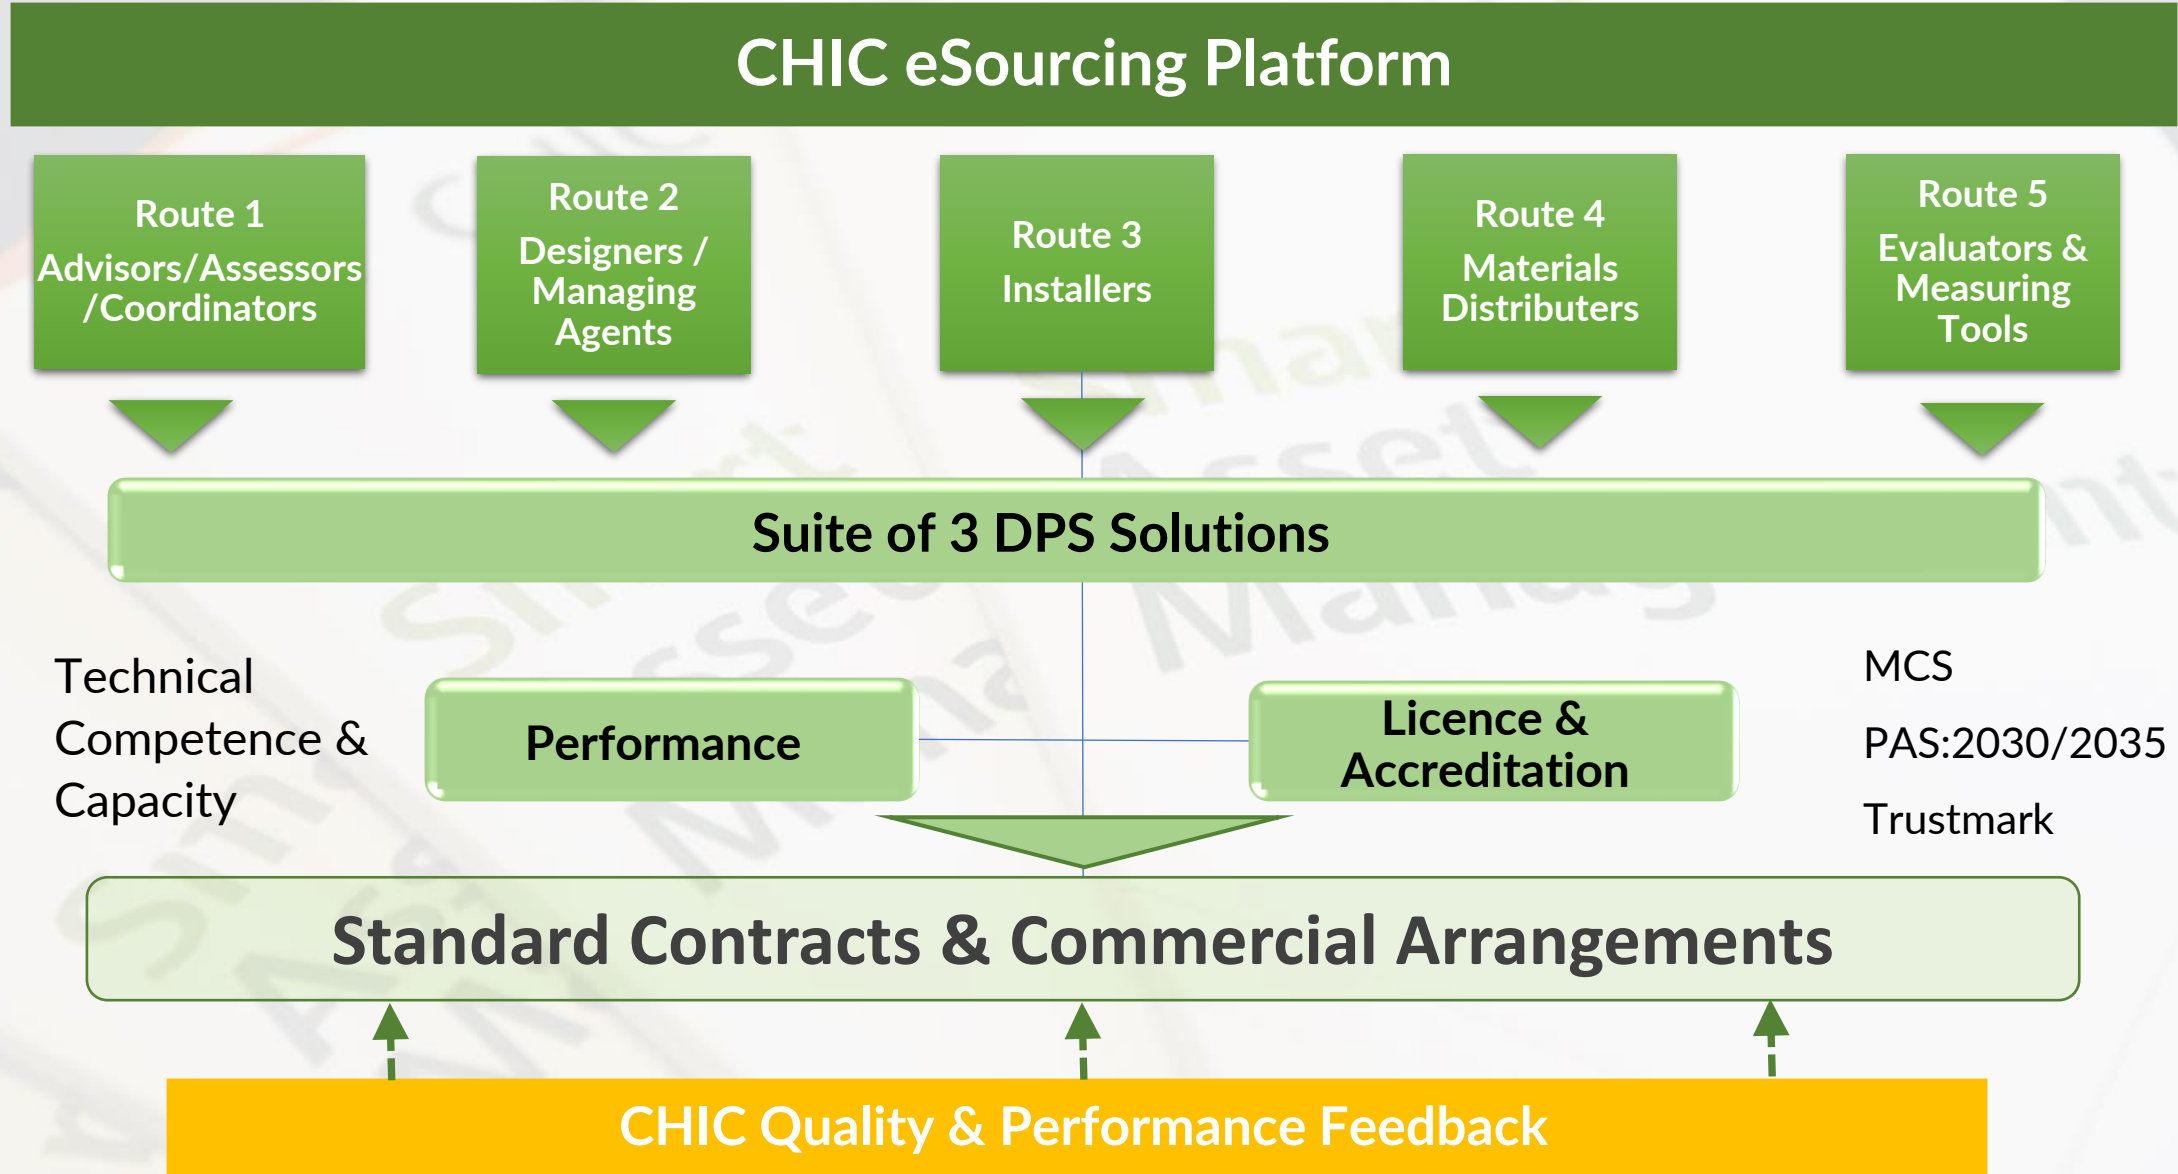 CHIC eSourcing Platform
Route 1
Advisors/Assessors
/Coordinators
Route 2
Designers /
Managing
Agents
Route 3
Installers
Route 4
Materials
Distributers
Route 5
Evaluators &
Measuring
Tools
Suite of 3 DPS Solutions
Technical
Competence &
Capacity
Performance
Licence &
Accreditation
MCS
PAS:2030/2035
Trustmark
Standard Contracts & Commercial Arrangements
CHIC Quality & Performance Feedback